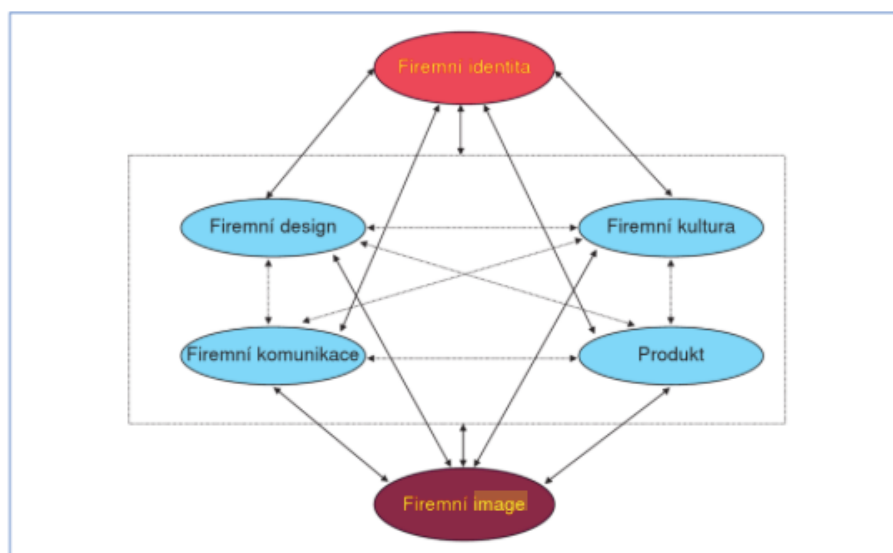 Firemní identita
Firemní design
Firemní kultura
Firemní komunikace
Produkt
Firemní image